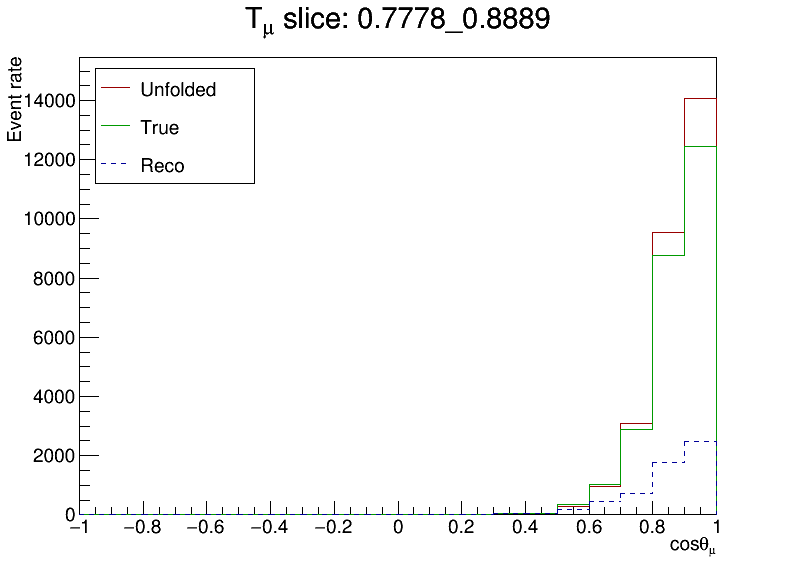 Tμ slice: 0.7778_0.8889
Event rate
Unfolded
True
Reco
14000
12000
10000
8000
6000
4000
2000
0
−1 −0.8 −0.6 −0.4 −0.2 0 0.2 0.4 0.6 0.8 1
cosθμ